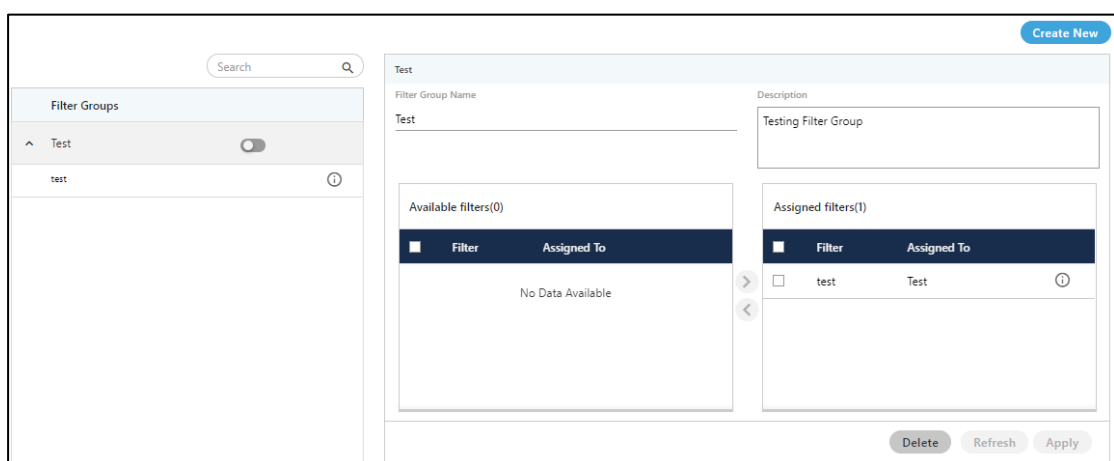 Create New
Search
Filter Groups
Test
test
Test
Filter Group Name
Test
Description
Testing Filter Group
Available filters(0)
Filter Assigned To
No Data Available
Assigned filters(1)
Filter Assigned To
test Test
Delete Refresh Apply